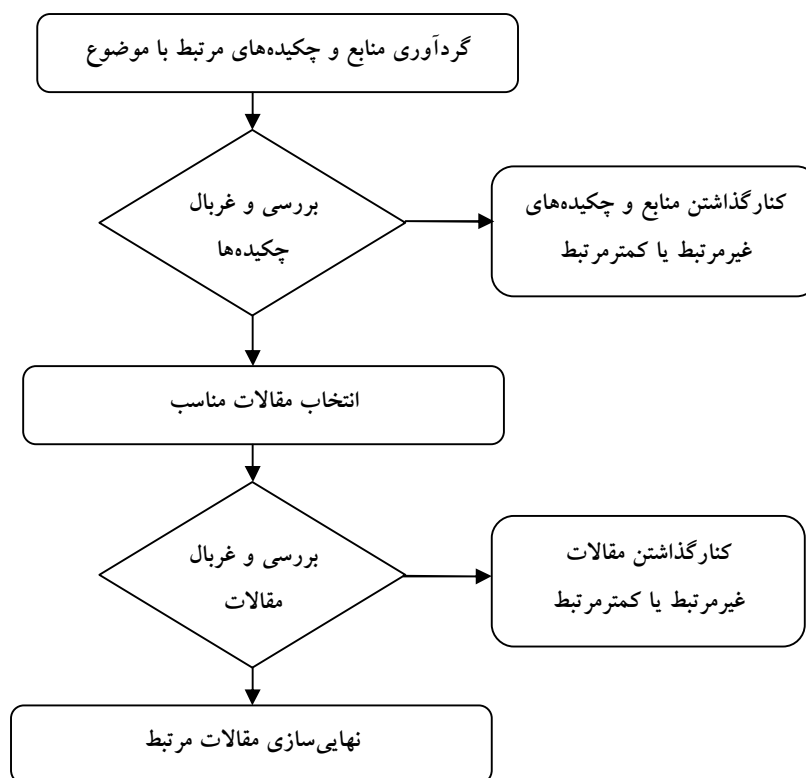 گردآوری منابع و چکیده‌های مرتبط با موضوع
بررسی و غربال
چکیده‌ها
کنارگذاشتن منابع و چکیده‌های
غیرمرتبط یا کمترمرتبط
انتخاب مقالات مناسب
بررسی و غربال
مقالات
کنارگذاشتن مقالات
غیرمرتبط یا کمترمرتبط
نهایی‌سازی مقالات مرتبط